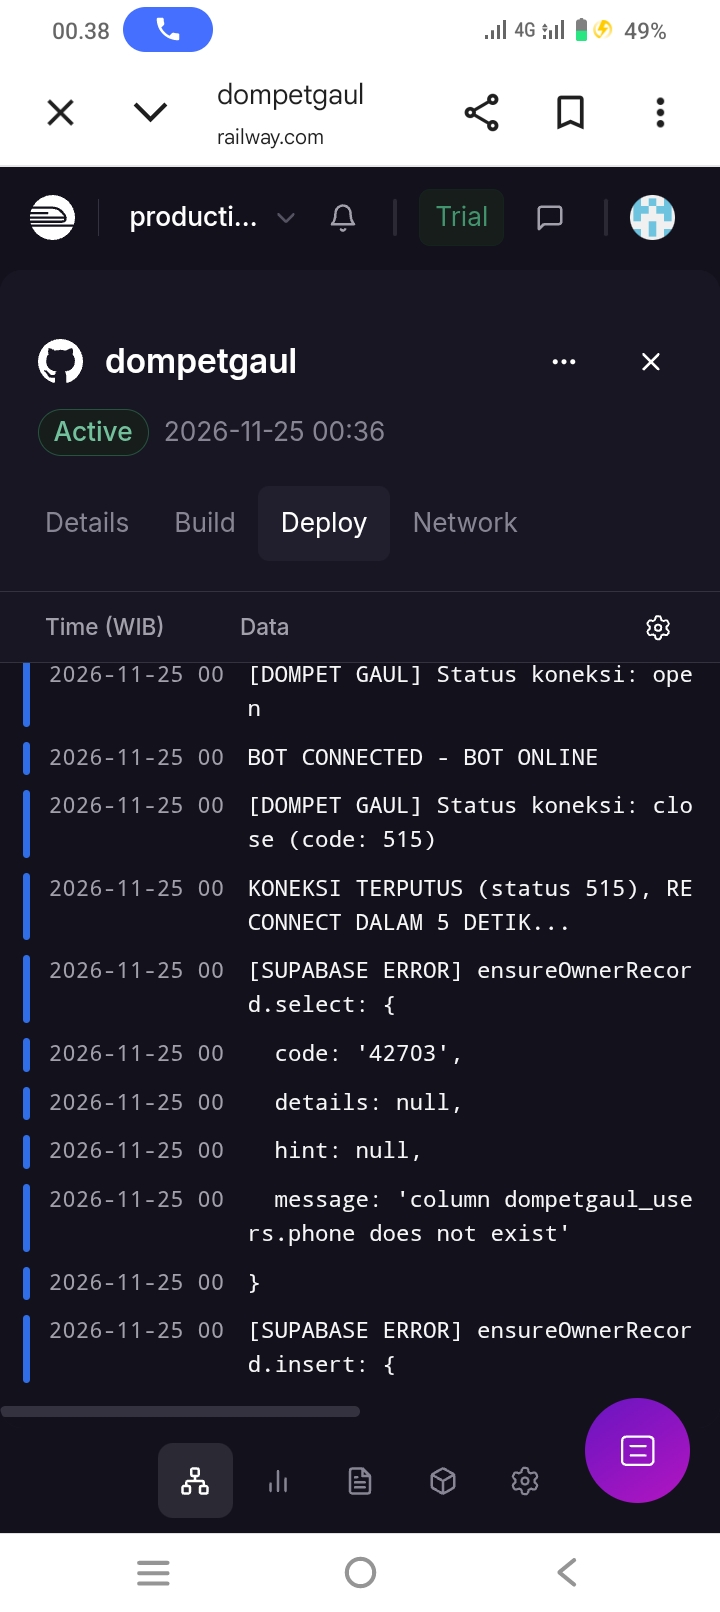 00.38
4G
49%
dompetgaul
railway.com
producti...
Trial
dompetgaul
Active 2026-11-25 00:36
Details Build Deploy Network
Time (WIB) Data
2026-11-25 00 [DOMPET GAUL] Status koneksi: ope
n
2026-11-25 00 BOT CONNECTED - BOT ONLINE
2026-11-25 00 [DOMPET GAUL] Status koneksi: clo
se (code: 515)
2026-11-25 00 KONEKSI TERPUTUS (status 515), RE
CONNECT DALAM 5 DETIK...
2026-11-25 00 [SUPABASE ERROR] ensureOwnerRecor
d.select: {
2026-11-25 00 code: '42703',
2026-11-25 00 details: null,
2026-11-25 00 hint: null,
2026-11-25 00 message: 'column dompetgaul_use
rs.phone does not exist'
2026-11-25 00 }
2026-11-25 00 [SUPABASE ERROR] ensureOwnerRecor
d.insert: {